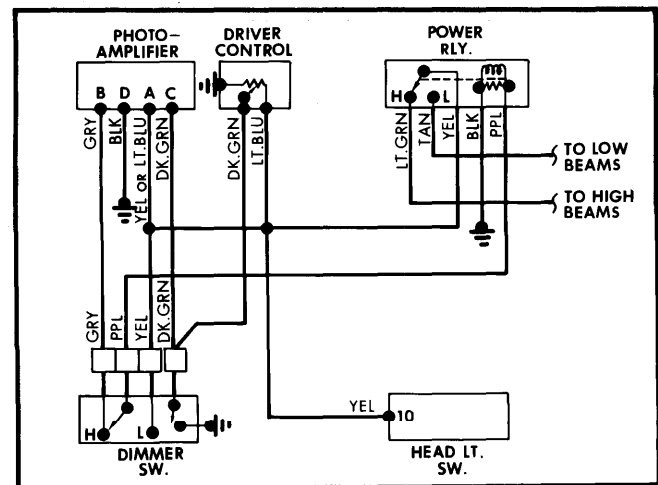 PHOTO-
AMPLIFIER
DRIVER
CONTROL
POWER
RLY.
B D A C
H L
GRY
BLK
YEL OR LT.BLU
DK.GRN
DK.GRN
LT.BLU
LT.GRN
TAN
YEL
BLK
PPL
TO LOW
BEAMS
TO HIGH
BEAMS
GRY
PPL
YEL
DK.GRN
H L
DIMMER
SW.
YEL
10
HEAD LT.
SW.